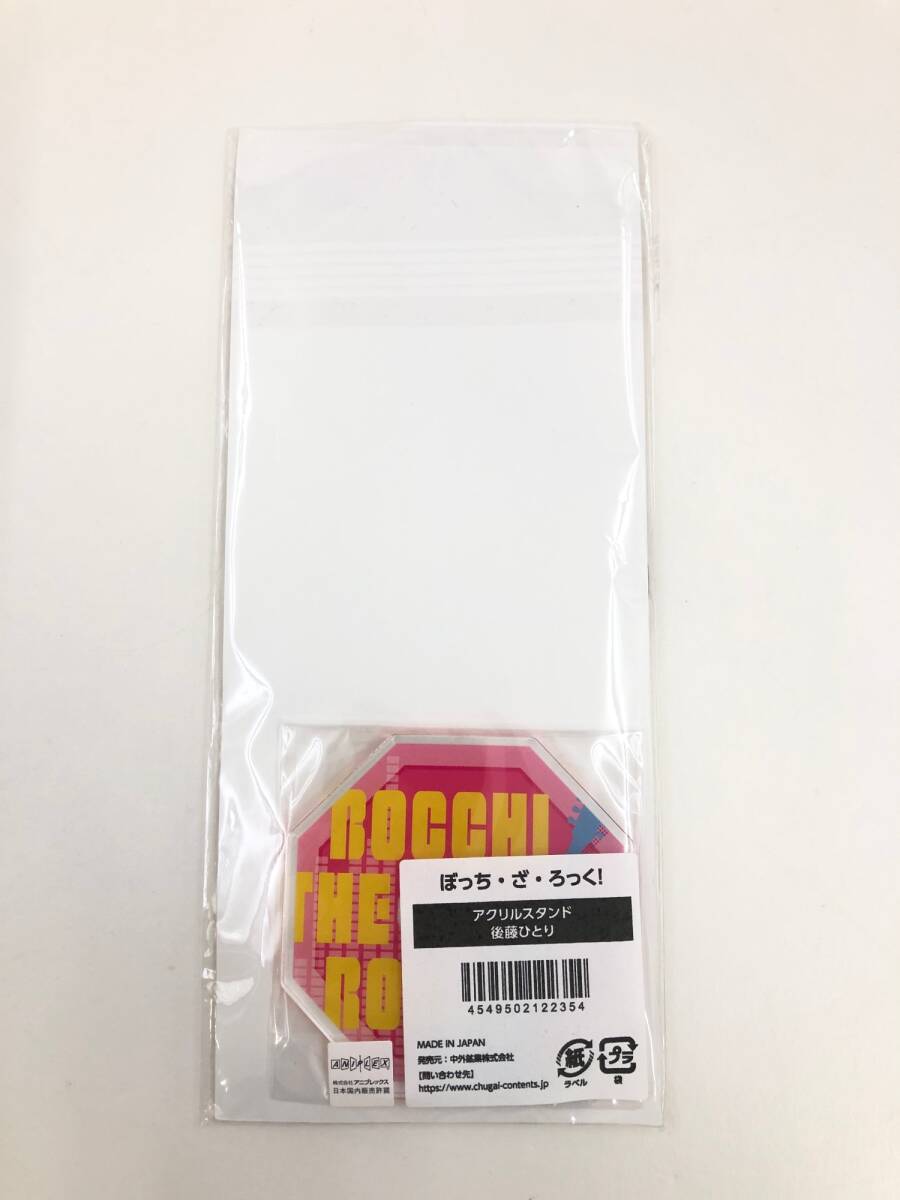 BOCCHI
THE
RO
ぼっち・ざ・ろっく!
アクリルスタンド
後藤ひとり
4549502122354
MADE IN JAPAN
発売元:中外鉱業株式会社
【問い合わせ先】
https://www.chugai-contents.jp
紙
ラベル
プラ
袋
ANIPLEX
株式会社アニプレックス
日本国内販売許諾